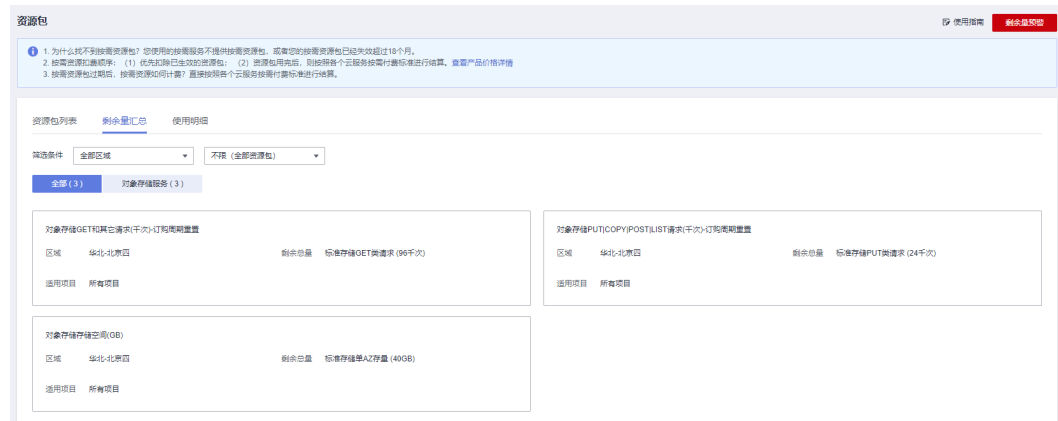 资源包
使用指南
剩余量预警
1. 为什么找不到按需资源包？您使用的按需服务不提供按需资源包，或者您的按需资源包已经失效超过18个月。
2. 按需资源扣费顺序：（1）优先扣除已生效的资源包；（2）资源包用完后，则按照各个云服务按需付费标准进行结算。查看产品价格详情
3. 按需资源包过期后，按需资源如何计费？直接按照各个云服务按需付费标准进行结算。
资源包列表 剩余量汇总 使用明细
筛选条件 全部区域 不限（全部资源包）
全部(3) 对象存储服务(3)
对象存储GET和其它请求(千次)-订购周期重置
区域 华北-北京四 剩余总量 标准存储GET类请求 (96千次)
适用项目 所有项目
对象存储PUT|COPY|POST|LIST请求(千次)-订购周期重置
区域 华北-北京四 剩余总量 标准存储PUT类请求 (24千次)
适用项目 所有项目
对象存储存储空间(GB)
区域 华北-北京四 剩余总量 标准存储单AZ存量 (40GB)
适用项目 所有项目